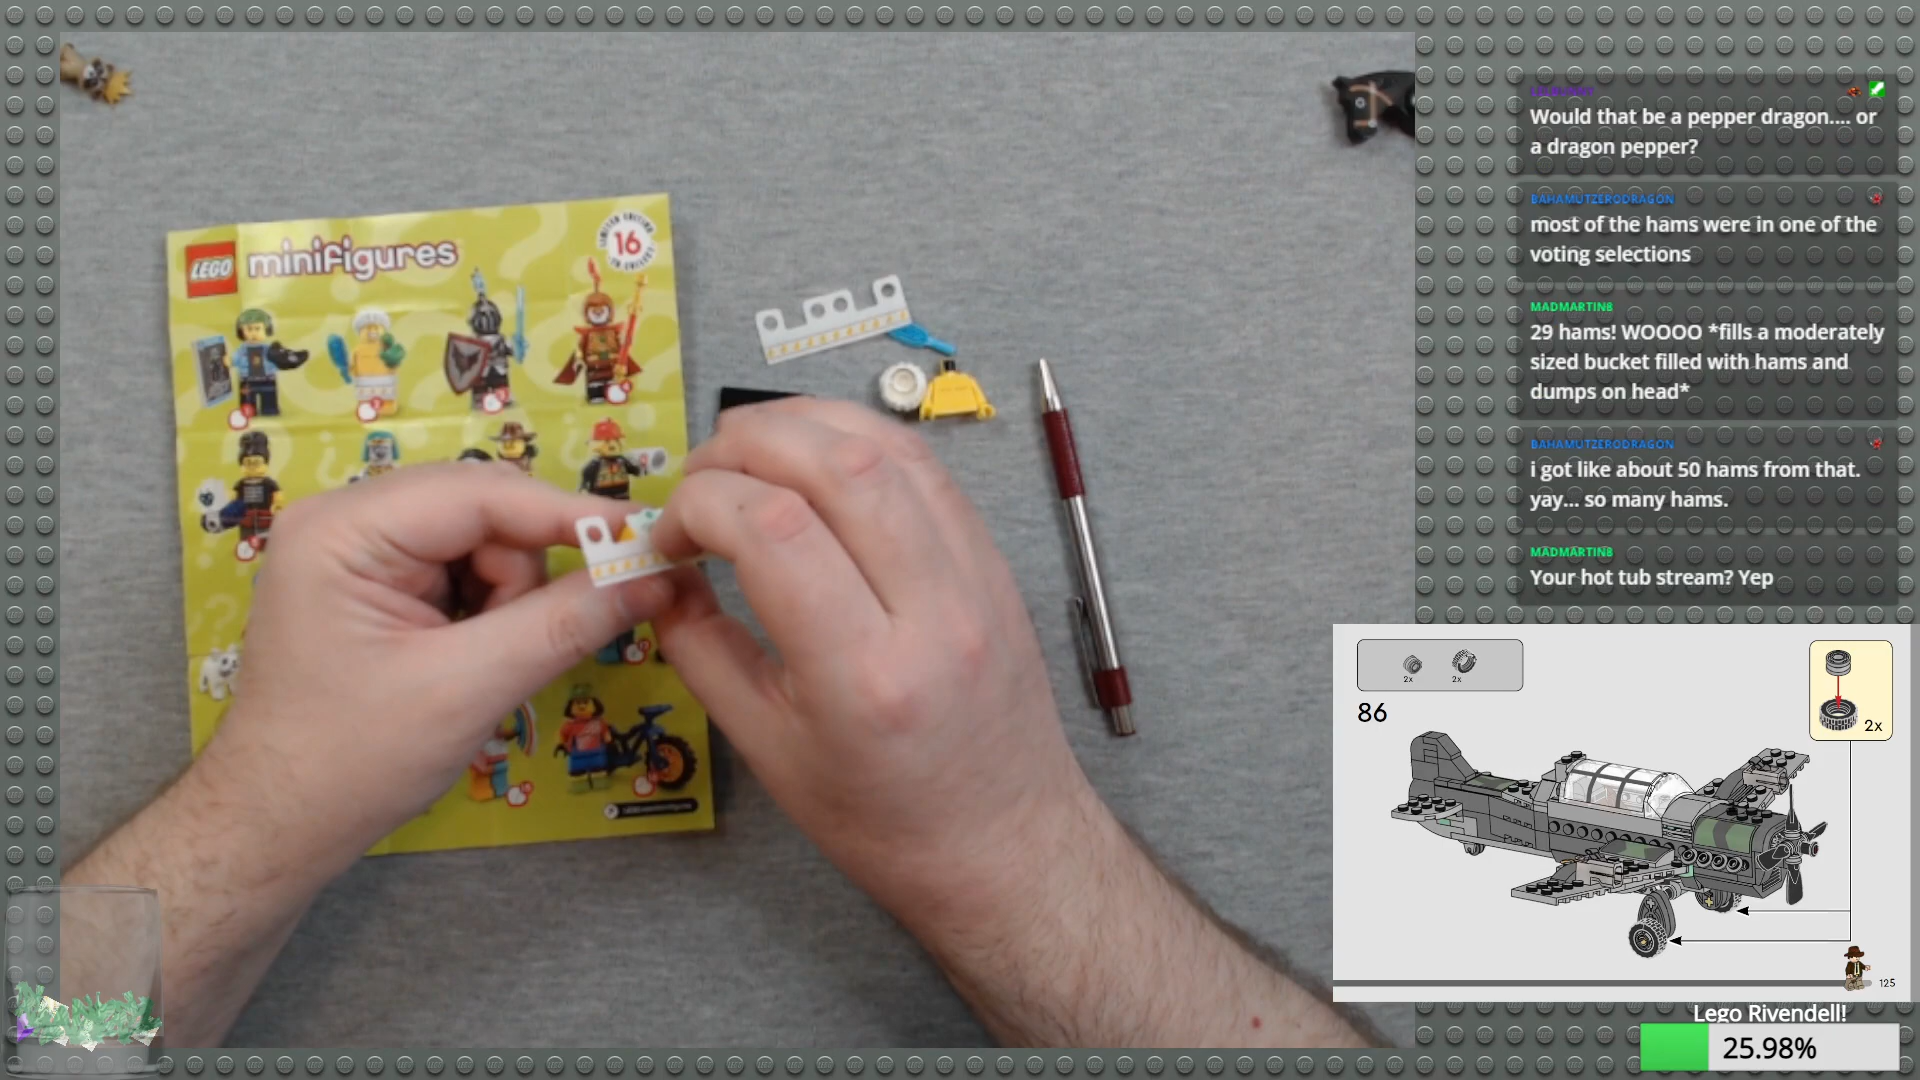 LEGO minifigures
16
Would that be a pepper dragon.... or
a dragon pepper?
BAHAMUTZERODRAGON
most of the hams were in one of the
voting selections
MADMARTIN8
29 hams! WOOOO *fills a moderately
sized bucket filled with hams and
dumps on head*
BAHAMUTZERODRAGON
i got like about 50 hams from that.
yay... so many hams.
MADMARTIN8
Your hot tub stream? Yep
2x 2x
86
2x
125
Lego Rivendell!
25.98%